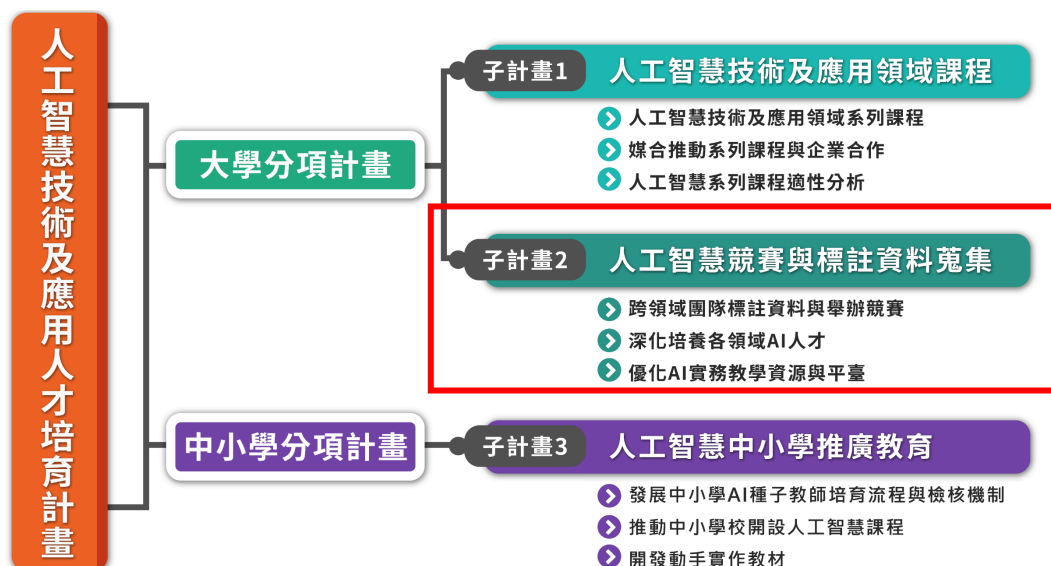 人工智慧技術及應用人才培育計畫
大學分項計畫
子計畫1 人工智慧技術及應用領域課程
人工智慧技術及應用領域系列課程
媒合推動系列課程與企業合作
人工智慧系列課程適性分析
子計畫2 人工智慧競賽與標註資料蒐集
跨領域團隊標註資料與舉辦競賽
深化培養各領域AI人才
優化AI實務教學資源與平臺
中小學分項計畫
子計畫3 人工智慧中小學推廣教育
發展中小學AI種子教師培育流程與檢核機制
推動中小學校開設人工智慧課程
開發動手實作教材